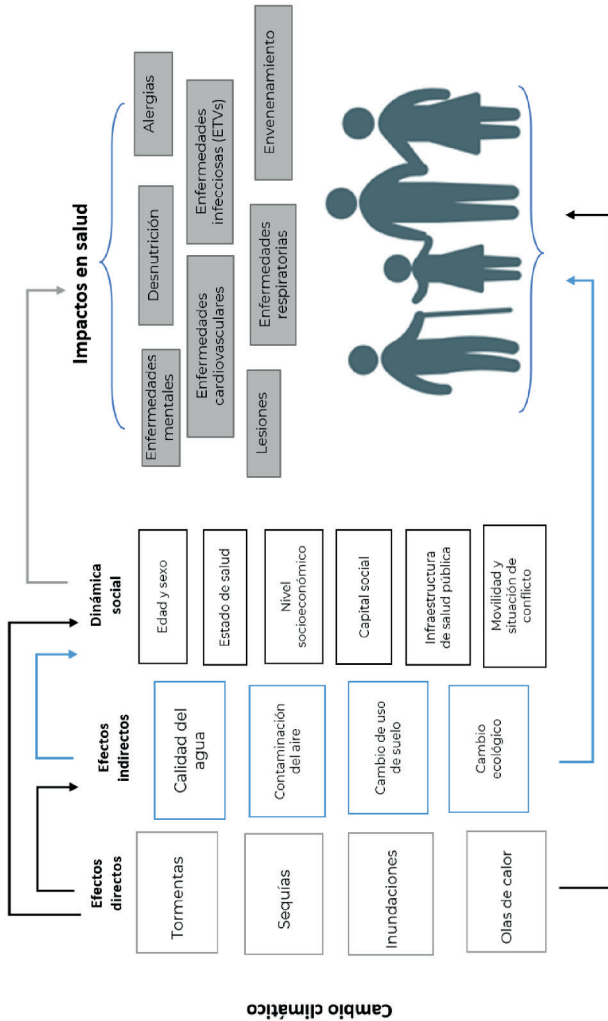 Cambio climático
Efectos
directos
Tormentas
Sequías
Inundaciones
Olas de calor
Efectos
indirectos
Calidad del
agua
Contaminación
del aire
Cambio de uso
de suelo
Cambio
ecológico
Dinámica
social
Edad y sexo
Estado de salud
Nivel
socioeconómico
Capital social
Infraestructura
de salud pública
Movilidad y
situación de
conflicto
Impactos en salud
Enfermedades
mentales
Desnutrición
Alergias
Enfermedades
cardiovasculares
Enfermedades
infecciosas (ETVs)
Lesiones
Enfermedades
respiratorias
Envenenamiento